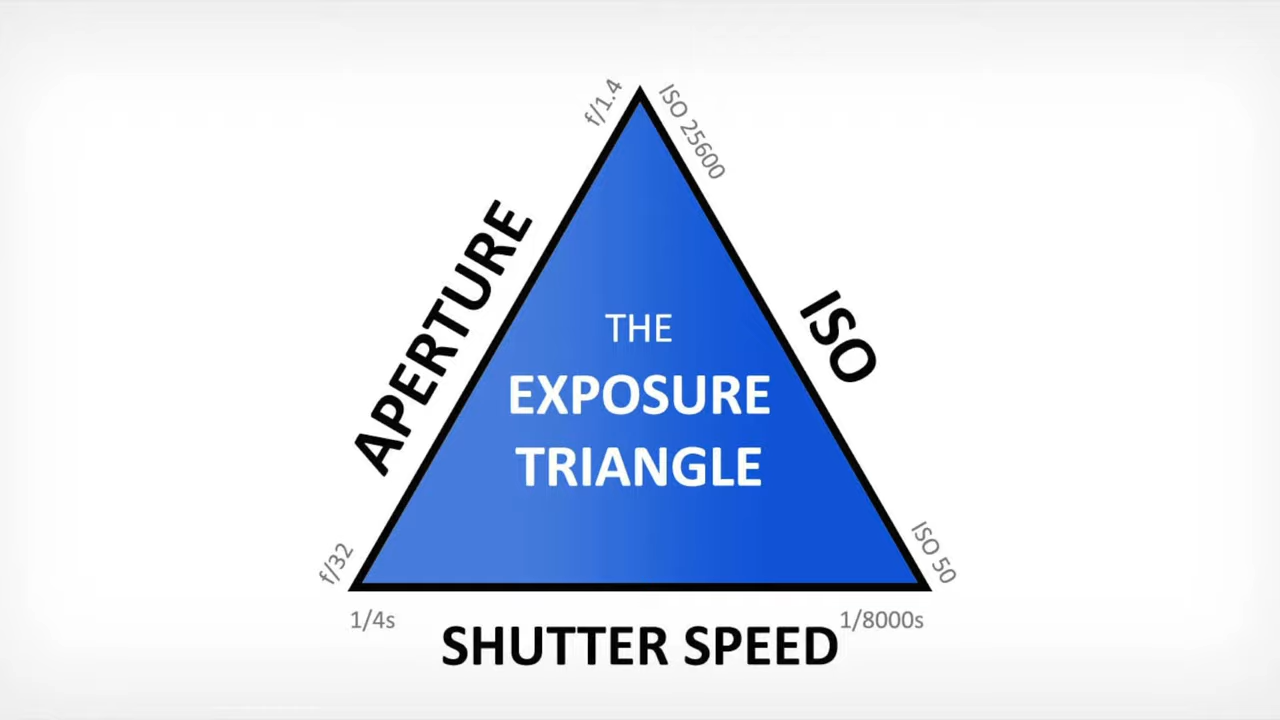 f/1.4
ISO 25600
APERTURE
ISO
THE
EXPOSURE
TRIANGLE
f/32
ISO 50
1/4s
1/8000s
SHUTTER SPEED